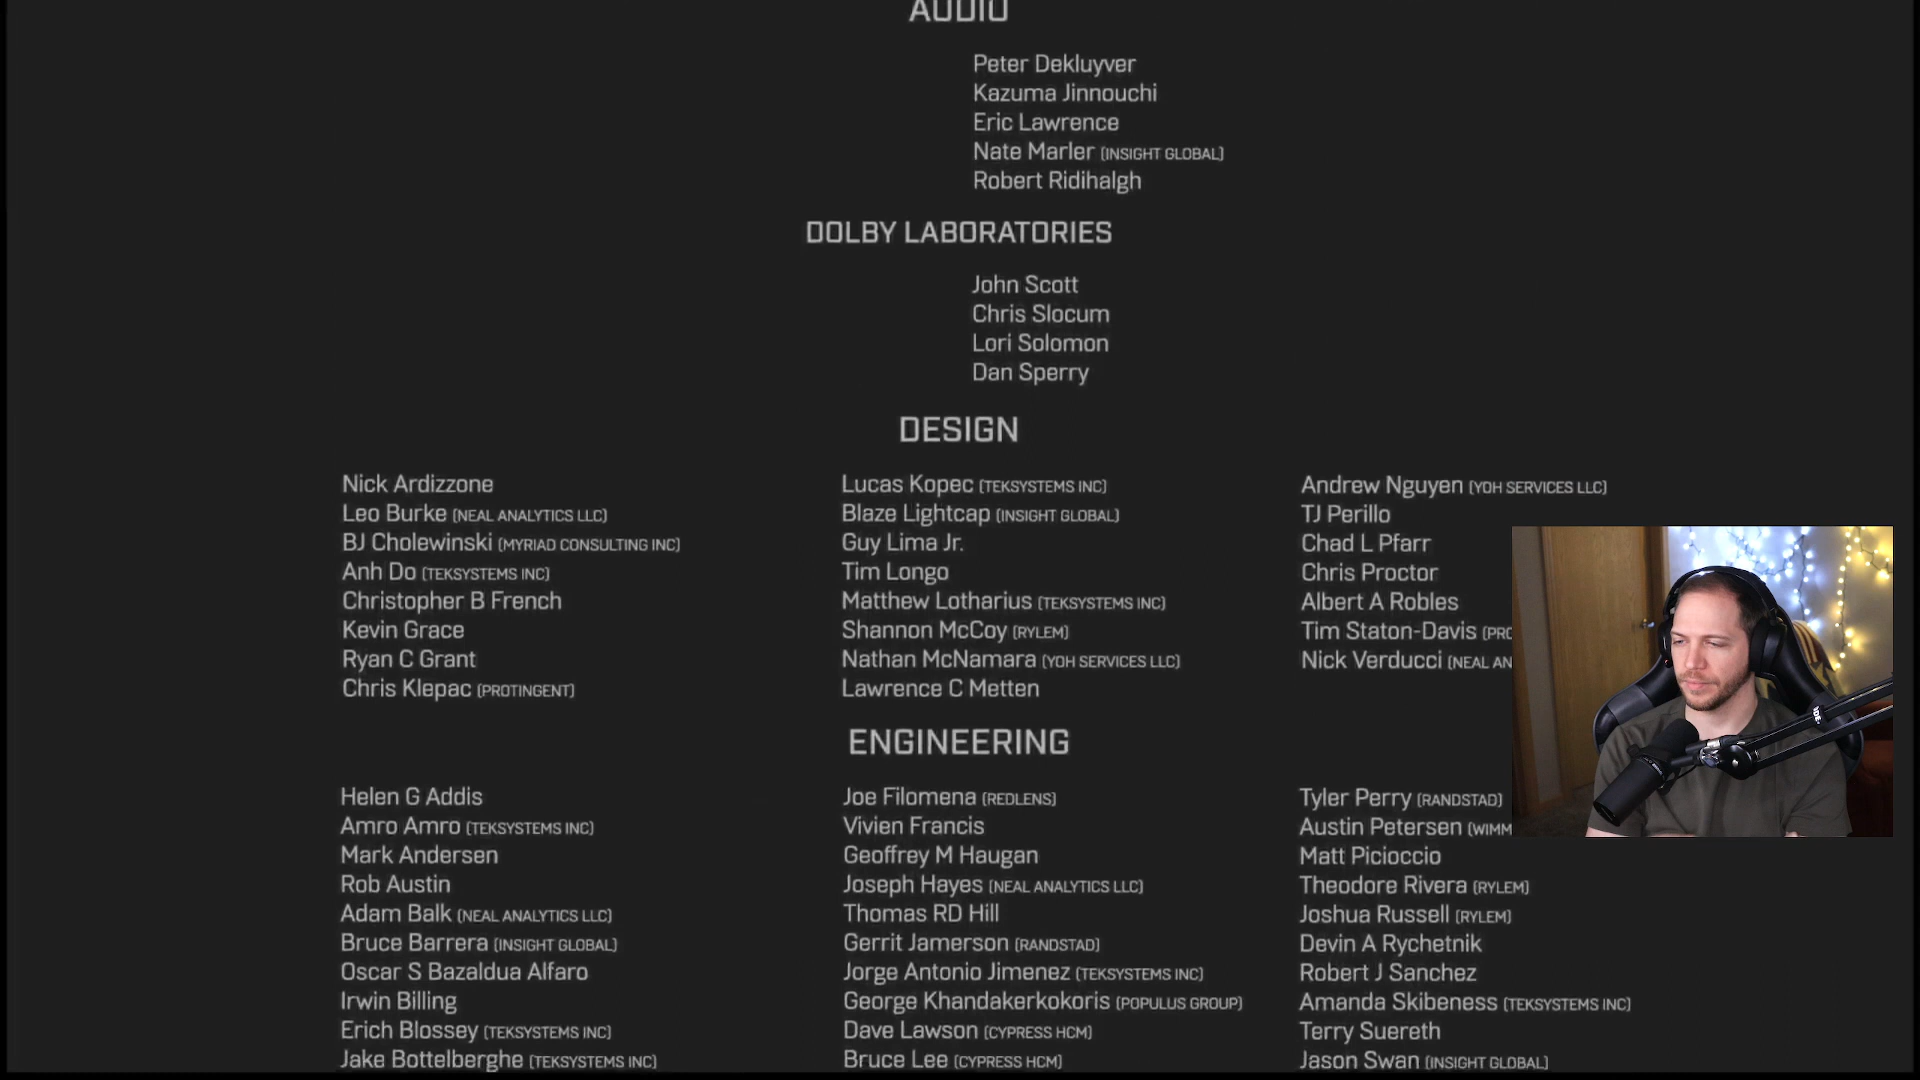 AUDIO
Peter Dekluyver
Kazuma Jinnouchi
Eric Lawrence
Nate Marler (INSIGHT GLOBAL)
Robert Ridihalgh
DOLBY LABORATORIES
John Scott
Chris Slocum
Lori Solomon
Dan Sperry
DESIGN
Nick Ardizzone
Leo Burke (NEAL ANALYTICS LLC)
BJ Cholewinski (MYRIAD CONSULTING INC)
Anh Do (TEKSYSTEMS INC)
Christopher B French
Kevin Grace
Ryan C Grant
Chris Klepac (PROTINGENT)
Lucas Kopec (TEKSYSTEMS INC)
Blaze Lightcap (INSIGHT GLOBAL)
Guy Lima Jr.
Tim Longo
Matthew Lotharius (TEKSYSTEMS INC)
Shannon McCoy (RYLEM)
Nathan McNamara (YOH SERVICES LLC)
Lawrence C Metten
Andrew Nguyen (YOH SERVICES LLC)
TJ Perillo
Chad L Pfarr
Chris Proctor
Albert A Robles
Tim Staton-Davis
Nick Verducci (NEAL
ENGINEERING
Helen G Addis
Amro Amro (TEKSYSTEMS INC)
Mark Andersen
Rob Austin
Adam Balk (NEAL ANALYTICS LLC)
Bruce Barrera (INSIGHT GLOBAL)
Oscar S Bazaldua Alfaro
Irwin Billing
Erich Blossey (TEKSYSTEMS INC)
Jake Bottelberghe (TEKSYSTEMS INC)
Joe Filomena (REDLENS)
Vivien Francis
Geoffrey M Haugan
Joseph Hayes (NEAL ANALYTICS LLC)
Thomas RD Hill
Gerrit Jamerson (RANDSTAD)
Jorge Antonio Jimenez (TEKSYSTEMS INC)
George Khandakerkokoris (POPULUS GROUP)
Dave Lawson (CYPRESS HCM)
Bruce Lee (CYPRESS HCM)
Tyler Perry (RANDSTAD)
Austin Petersen
Matt Picioccio
Theodore Rivera (RYLEM)
Joshua Russell (RYLEM)
Devin A Rychetnik
Robert J Sanchez
Amanda Skibeness (TEKSYSTEMS INC)
Terry Suereth
Jason Swan (INSIGHT GLOBAL)